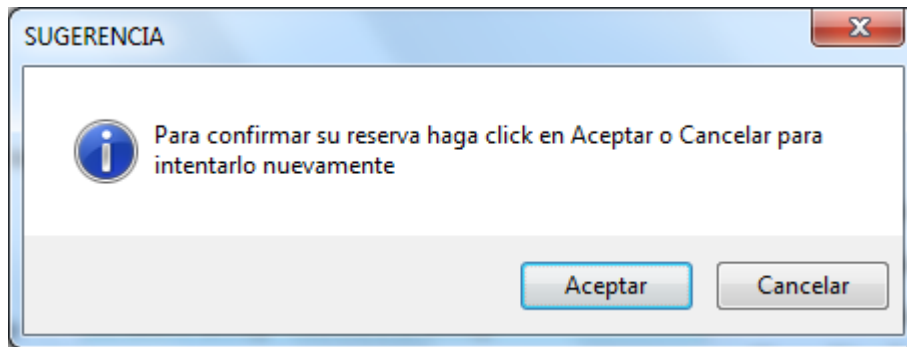 SUGERENCIA
Para confirmar su reserva haga click en Aceptar o Cancelar para
intentarlo nuevamente
Aceptar
Cancelar